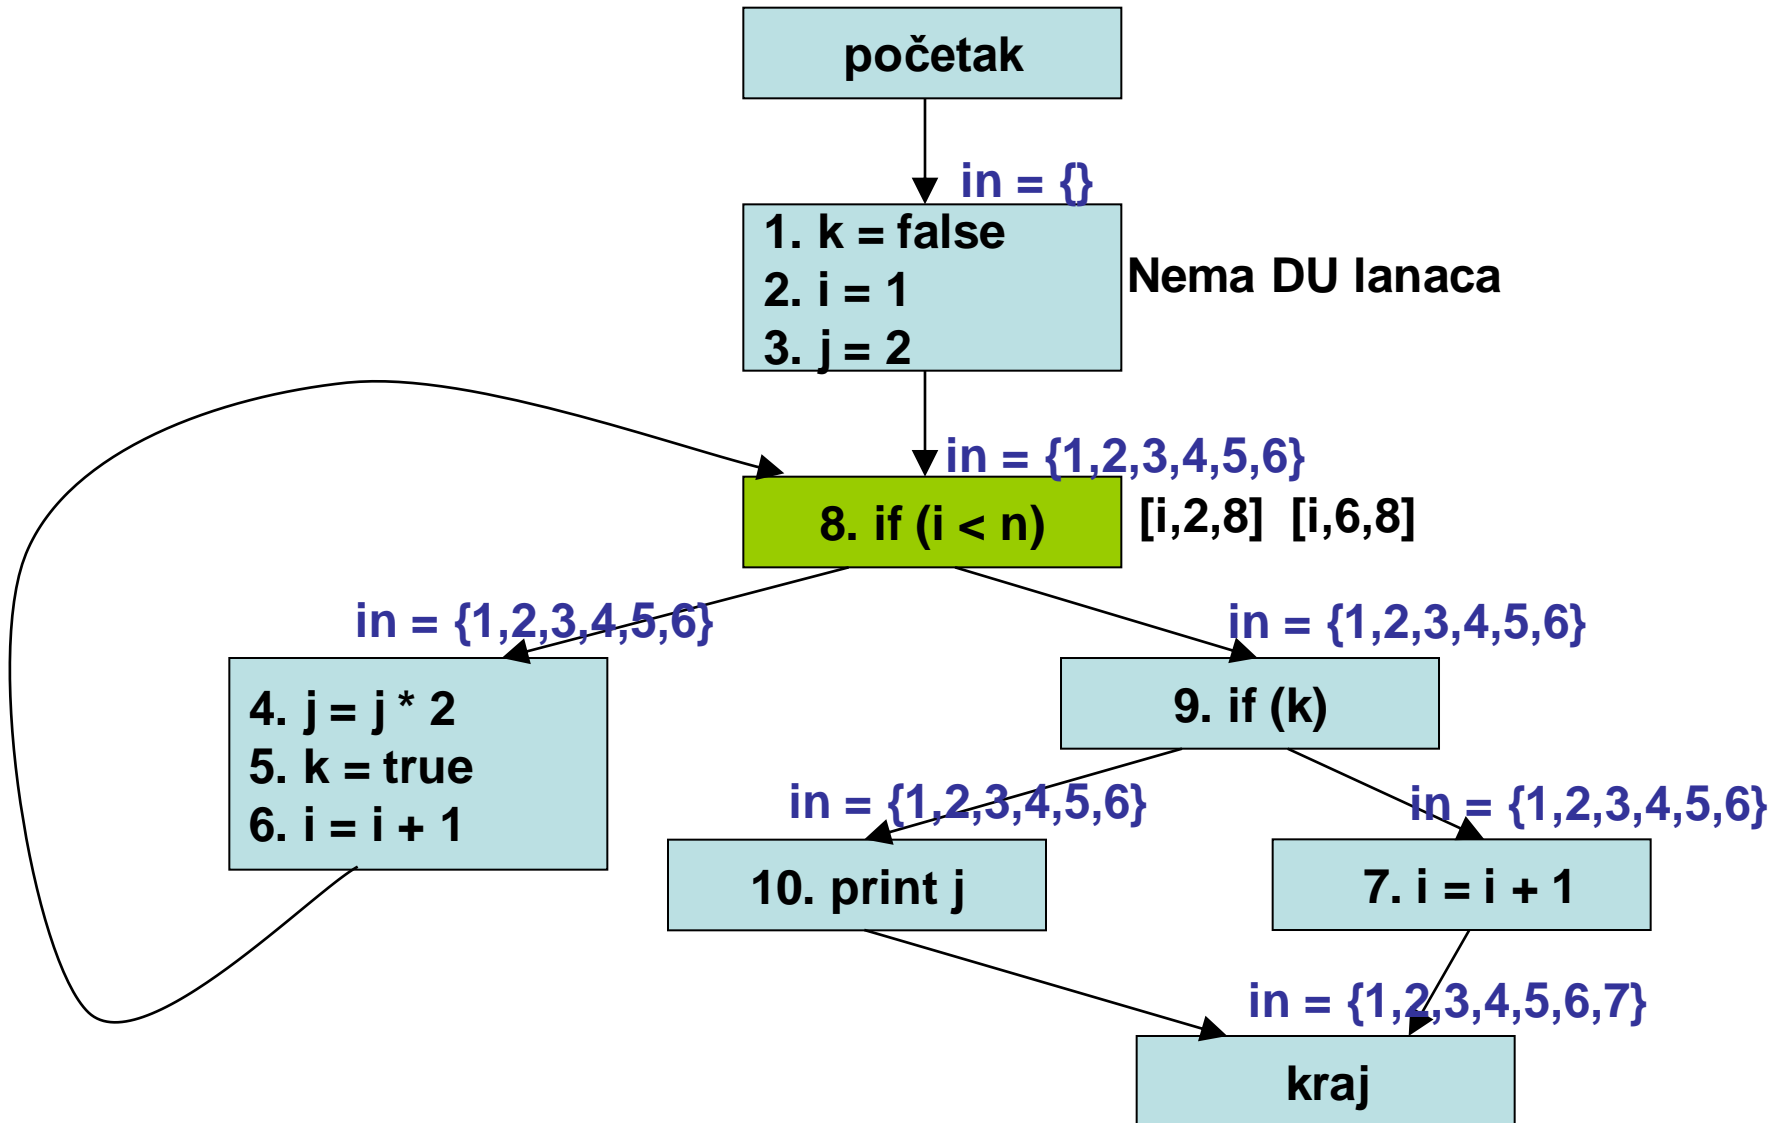 početak
in = {}
1. k = false
2. i = 1
3. j = 2
Nema DU lanaca
in = {1,2,3,4,5,6}
8. if (i < n)
[i,2,8] [i,6,8]
in = {1,2,3,4,5,6}
in = {1,2,3,4,5,6}
4. j = j * 2
5. k = true
6. i = i + 1
9. if (k)
in = {1,2,3,4,5,6}
in = {1,2,3,4,5,6}
10. print j
7. i = i + 1
in = {1,2,3,4,5,6,7}
kraj